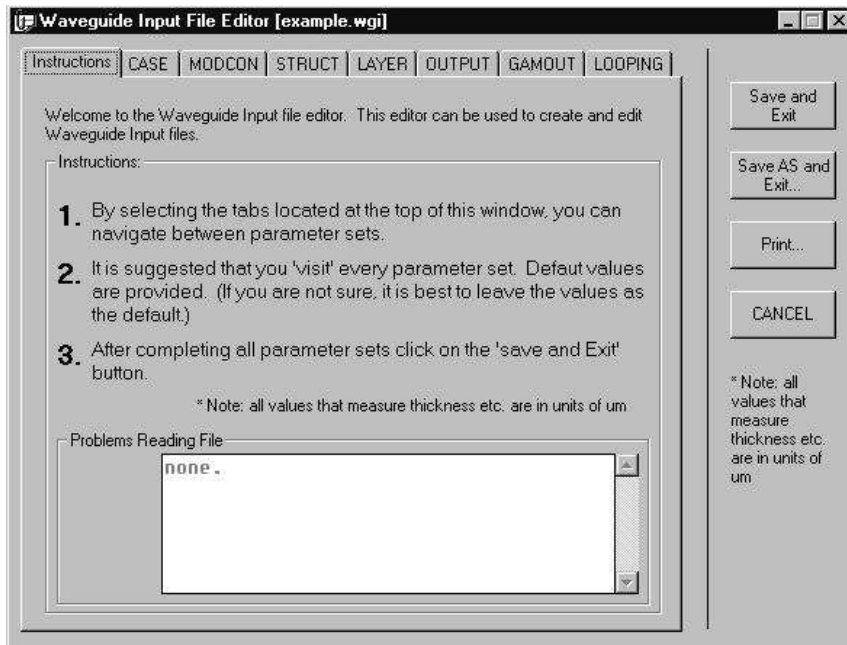 Waveguide Input File Editor [example.wgi]
Instructions CASE MODCON STRUCT LAYER OUTPUT GAMOUT LOOPING
Welcome to the Waveguide Input file editor. This editor can be used to create and edit
Waveguide Input files.
Instructions:
1. By selecting the tabs located at the top of this window, you can
navigate between parameter sets.
2. It is suggested that you 'visit' every parameter set. Defaut values
are provided. (If you are not sure, it is best to leave the values as
the default.)
3. After completing all parameter sets click on the 'save and Exit'
button.
* Note: all values that measure thickness etc. are in units of um
Problems Reading File
none.
Save and
Exit
Save AS and
Exit...
Print...
CANCEL
* Note: all
values that
measure
thickness etc.
are in units of
um